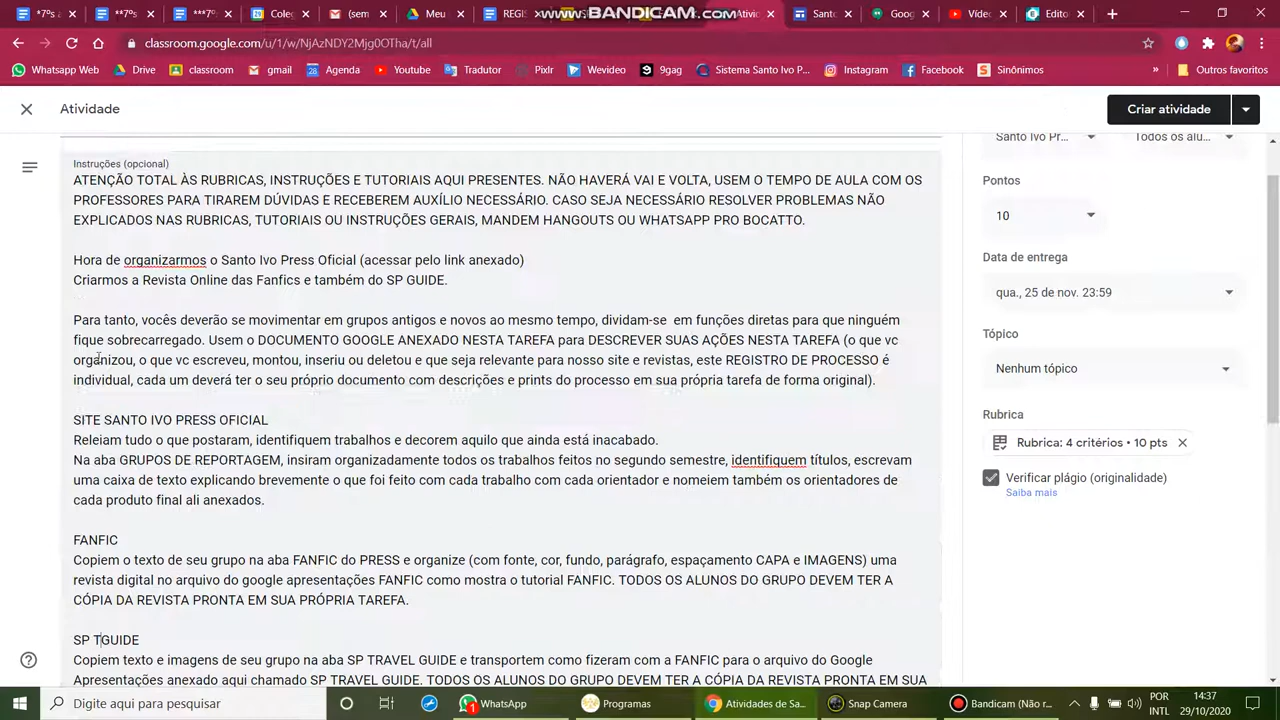 *7ºs a
***7º
***7º
Coleg
(sem
Meu
REGIS
www.BANDICAM.com
Ativid
Santo
Goog
Vídeo
Edito
classroom.google.com/u/1/w/NjAzNDY2Mjg0OTha/t/all
Whatsapp Web
Drive
classroom
gmail
Agenda
Youtube
Tradutor
Pixlr
Wevideo
9gag
Sistema Santo Ivo P...
Instagram
Facebook
Sinônimos
»
Outros favoritos
Atividade
Criar atividade
Instruções (opcional)
ATENÇÃO TOTAL ÀS RUBRICAS, INSTRUÇÕES E TUTORIAIS AQUI PRESENTES. NÃO HAVERÁ VAI E VOLTA, USEM O TEMPO DE AULA COM OS
PROFESSORES PARA TIRAREM DÚVIDAS E RECEBEREM AUXÍLIO NECESSÁRIO. CASO SEJA NECESSÁRIO RESOLVER PROBLEMAS NÃO
EXPLICADOS NAS RUBRICAS, TUTORIAIS OU INSTRUÇÕES GERAIS, MANDEM HANGOUTS OU WHATSAPP PRO BOCATTO.
Hora de organizarmos o Santo Ivo Press Oficial (acessar pelo link anexado)
Criarmos a Revista Online das Fanfics e também do SP GUIDE.
Para tanto, vocês deverão se movimentar em grupos antigos e novos ao mesmo tempo, dividam-se em funções diretas para que ninguém
fique sobrecarregado. Usem o DOCUMENTO GOOGLE ANEXADO NESTA TAREFA para DESCREVER SUAS AÇÕES NESTA TAREFA (o que vc
organizou, o que vc escreveu, montou, inseriu ou deletou e que seja relevante para nosso site e revistas, este REGISTRO DE PROCESSO é
individual, cada um deverá ter o seu próprio documento com descrições e prints do processo em sua própria tarefa de forma original).
SITE SANTO IVO PRESS OFICIAL
Releiam tudo o que postaram, identifiquem trabalhos e decorem aquilo que ainda está inacabado.
Na aba GRUPOS DE REPORTAGEM, insiram organizadamente todos os trabalhos feitos no segundo semestre, identifiquem títulos, escrevam
uma caixa de texto explicando brevemente o que foi feito com cada trabalho com cada orientador e nomeiem também os orientadores de
cada produto final ali anexados.
FANFIC
Copiem o texto de seu grupo na aba FANFIC do PRESS e organize (com fonte, cor, fundo, parágrafo, espaçamento CAPA e IMAGENS) uma
revista digital no arquivo do google apresentações FANFIC como mostra o tutorial FANFIC. TODOS OS ALUNOS DO GRUPO DEVEM TER A
CÓPIA DA REVISTA PRONTA EM SUA PRÓPRIA TAREFA.
SP TGUIDE
Copiem texto e imagens de seu grupo na aba SP TRAVEL GUIDE e transportem como fizeram com a FANFIC para o arquivo do Google
Apresentações anexado aqui chamado SP TRAVEL GUIDE. TODOS OS ALUNOS DO GRUPO DEVEM TER A CÓPIA DA REVISTA PRONTA EM SUA
Santo Ivo Pr...
Todos os alu...
Pontos
10
Data de entrega
qua., 25 de nov. 23:59
Tópico
Nenhum tópico
Rubrica
Rubrica: 4 critérios • 10 pts
Verificar plágio (originalidade)
Saiba mais
Digite aqui para pesquisar
1
WhatsApp
Programas
Atividades de Sa...
Snap Camera
Bandicam (Não r...
POR
INTL
14:37
29/10/2020